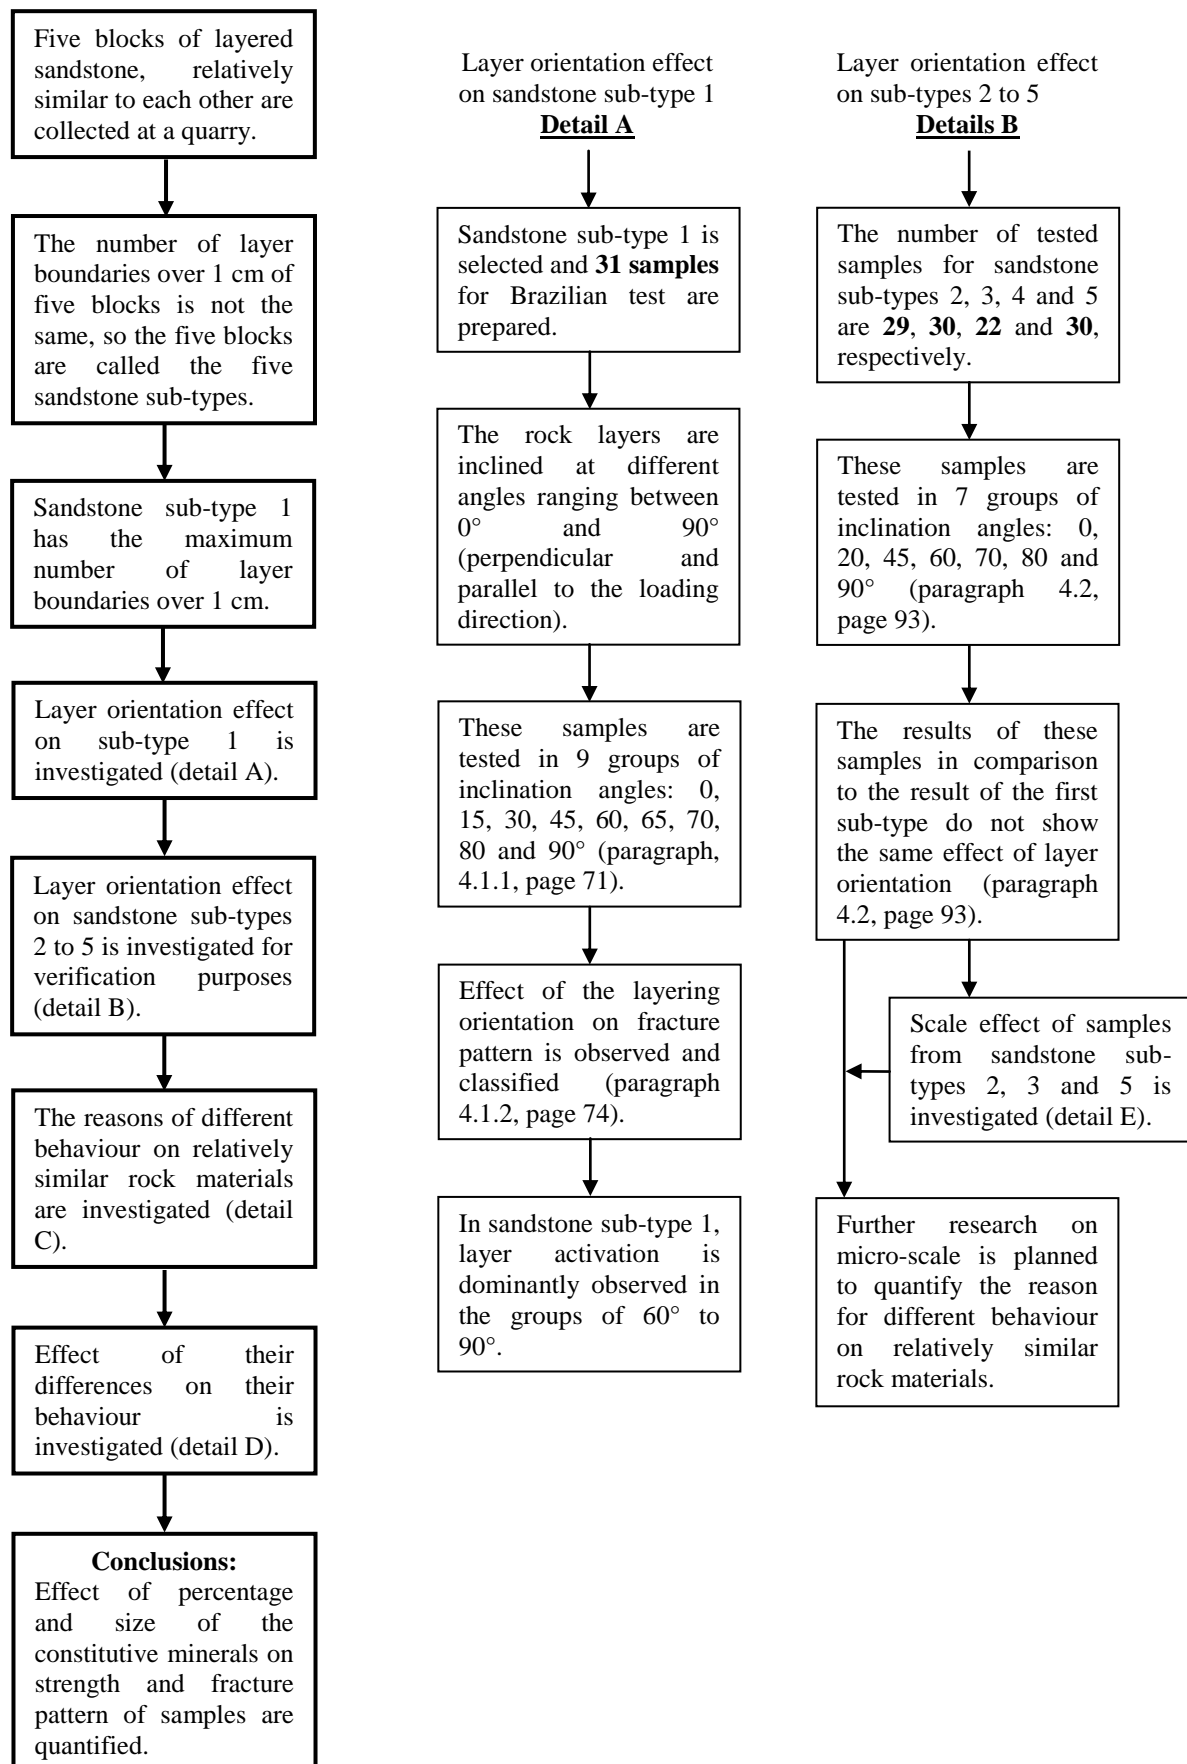 Five blocks of layered
sandstone, relatively
similar to each other are
collected at a quarry.
The number of layer
boundaries over 1 cm of
five blocks is not the
same, so the five blocks
are called the five
sandstone sub-types.
Sandstone sub-type 1
has the maximum
number of layer
boundaries over 1 cm.
Layer orientation effect
on sub-type 1 is
investigated (detail A).
Layer orientation effect
on sandstone sub-types
2 to 5 is investigated for
verification purposes
(detail B).
The reasons of different
behaviour on relatively
similar rock materials
are investigated (detail
C).
Effect of their
differences on their
behaviour is
investigated (detail D).
Conclusions:
Effect of percentage
and size of the
constitutive minerals on
strength and fracture
pattern of samples are
quantified.
Layer orientation effect
on sandstone sub-type 1
Detail A
Sandstone sub-type 1 is
selected and 31 samples
for Brazilian test are
prepared.
The rock layers are
inclined at different
angles ranging between
0° and 90°
(perpendicular and
parallel to the loading
direction).
These samples are
tested in 9 groups of
inclination angles: 0,
15, 30, 45, 60, 65, 70,
80 and 90° (paragraph,
4.1.1, page 71).
Effect of the layering
orientation on fracture
pattern is observed and
classified (paragraph
4.1.2, page 74).
In sandstone sub-type 1,
layer activation is
dominantly observed in
the groups of 60° to
90°.
Layer orientation effect
on sub-types 2 to 5
Details B
The number of tested
samples for sandstone
sub-types 2, 3, 4 and 5
are 29, 30, 22 and 30,
respectively.
These samples are
tested in 7 groups of
inclination angles: 0,
20, 45, 60, 70, 80 and
90° (paragraph 4.2,
page 93).
The results of these
samples in comparison
to the result of the first
sub-type do not show
the same effect of layer
orientation (paragraph
4.2, page 93).
Scale effect of samples
from sandstone sub-
types 2, 3 and 5 is
investigated (detail E).
Further research on
micro-scale is planned
to quantify the reason
for different behaviour
on relatively similar
rock materials.